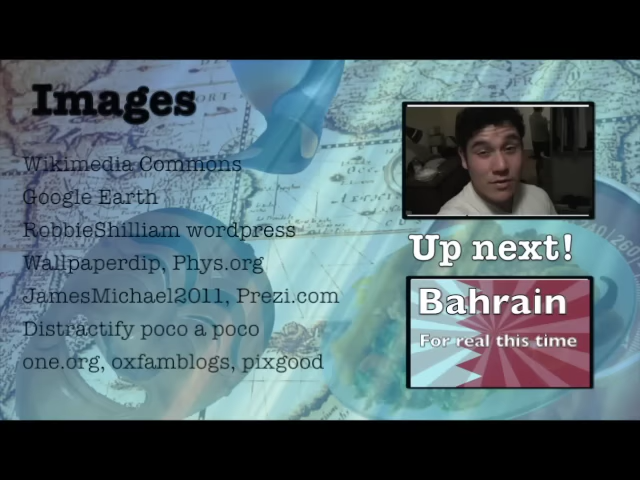 Images
Wikimedia Commons
Google Earth
RobbieShilliam wordpress
Wallpaperdip, Phys.org
JamesMichael2011, Prezi.com
Distractify poco a poco
one.org, oxfamblogs, pixgood
Up next!
Bahrain
For real this time